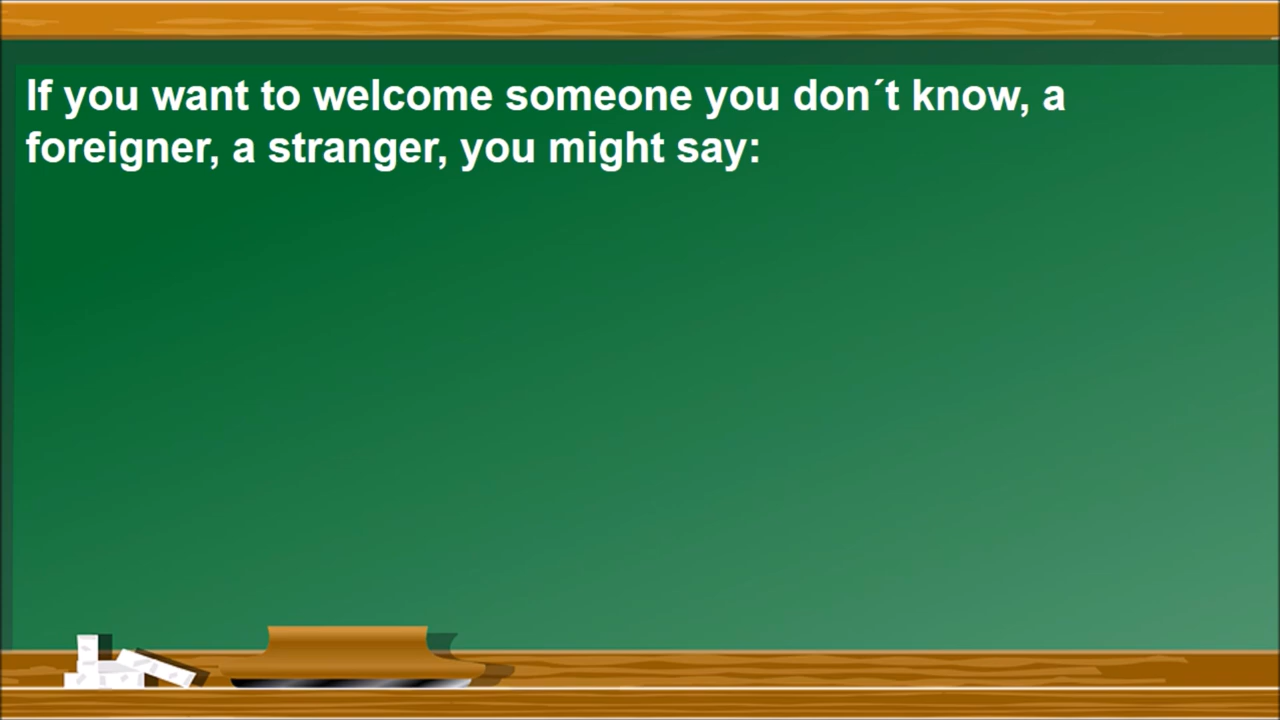 If you want to welcome someone you don´t know, a
foreigner, a stranger, you might say: